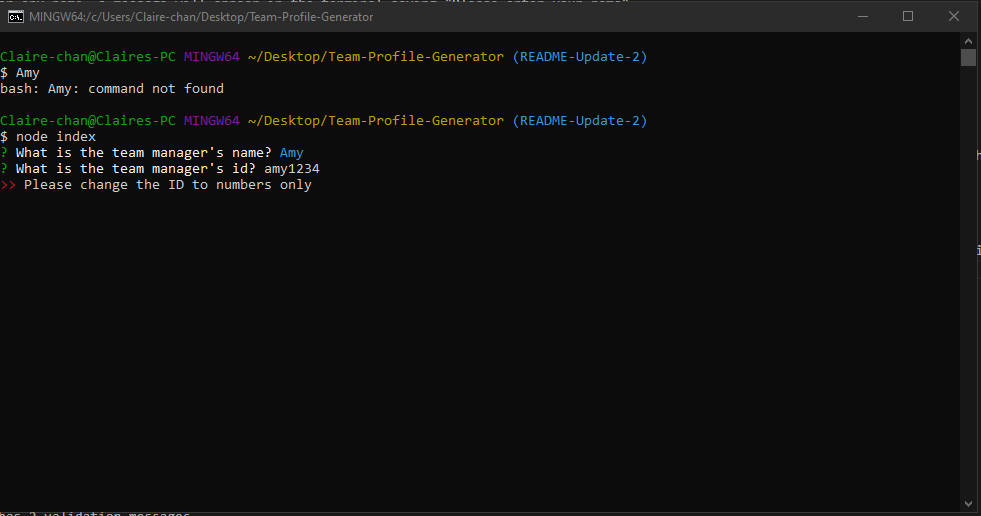 MINGW64:/c/Users/Claire-chan/Desktop/Team-Profile-Generator
Claire-chan@Claires-PC MINGW64 ~/Desktop/Team-Profile-Generator (README-Update-2)
$ Amy
bash: Amy: command not found
Claire-chan@Claires-PC MINGW64 ~/Desktop/Team-Profile-Generator (README-Update-2)
$ node index
? What is the team manager's name? Amy
? What is the team manager's id? amy1234
>> Please change the ID to numbers only